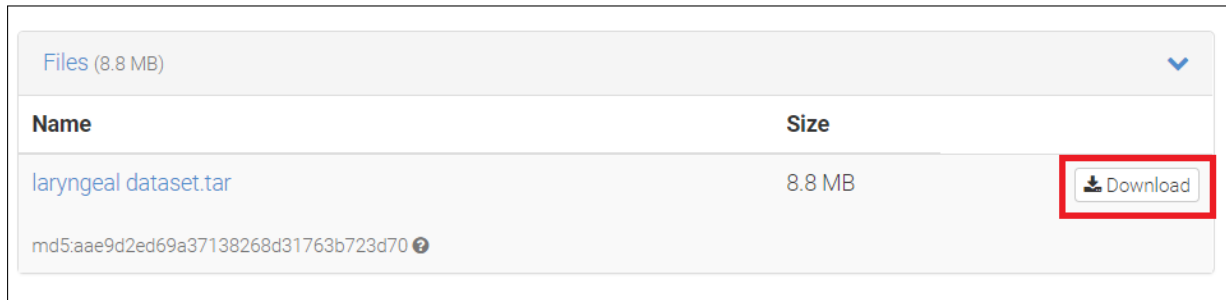 Files (8.8 MB)
Name Size
laryngeal dataset.tar 8.8 MB Download
md5:aae9d2ed69a37138268d31763b723d70